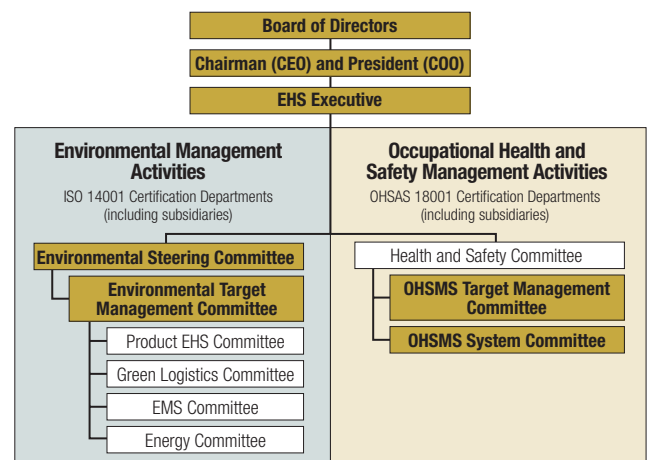 Board of Directors
Chairman (CEO) and President (COO)
EHS Executive
Environmental Management
Activities
ISO 14001 Certification Departments
(including subsidiaries)
Occupational Health and
Safety Management Activities
OHSAS 18001 Certification Departments
(including subsidiaries)
Environmental Steering Committee
Environmental Target
Management Committee
Product EHS Committee
Green Logistics Committee
EMS Committee
Energy Committee
Health and Safety Committee
OHSMS Target Management
Committee
OHSMS System Committee